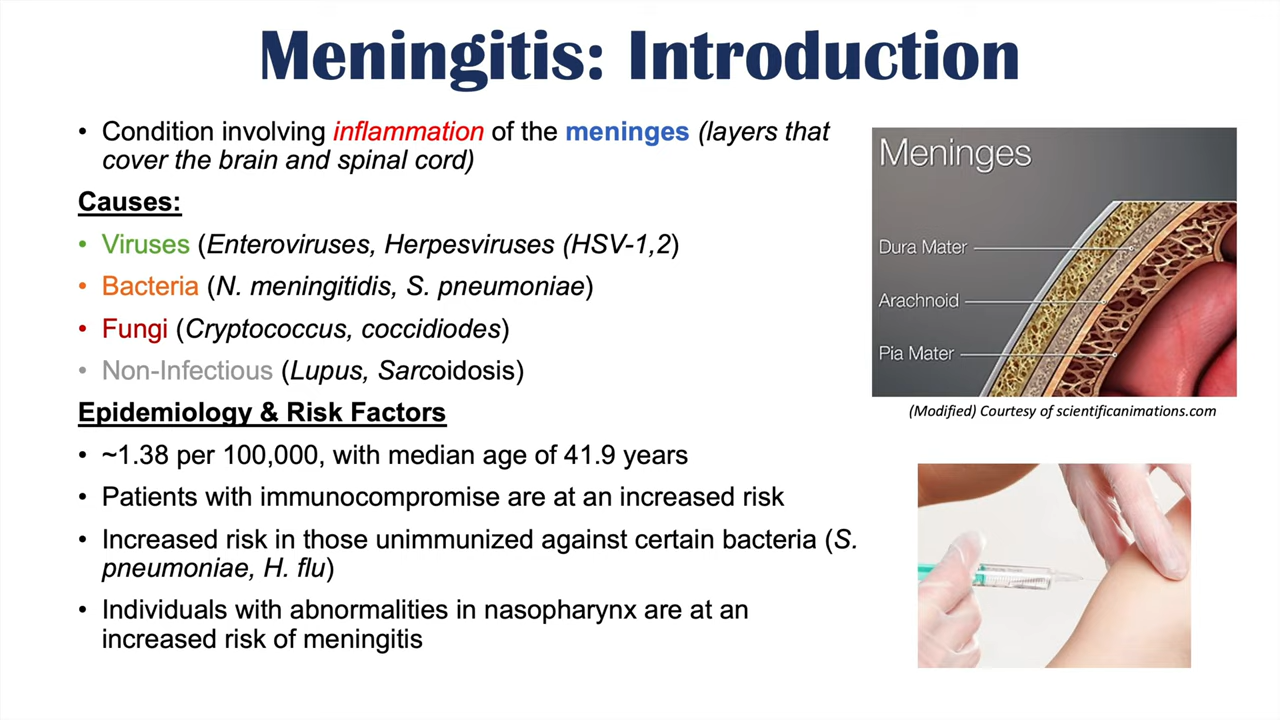 Meningitis: Introduction
• Condition involving inflammation of the meninges (layers that
cover the brain and spinal cord)
Causes:
• Viruses (Enteroviruses, Herpesviruses (HSV-1,2)
• Bacteria (N. meningitidis, S. pneumoniae)
• Fungi (Cryptococcus, coccidiodes)
• Non-Infectious (Lupus, Sarcoidosis)
Epidemiology & Risk Factors
• ~1.38 per 100,000, with median age of 41.9 years
• Patients with immunocompromise are at an increased risk
• Increased risk in those unimmunized against certain bacteria (S.
pneumoniae, H. flu)
• Individuals with abnormalities in nasopharynx are at an
increased risk of meningitis
Meninges
Dura Mater
Arachnoid
Pia Mater
(Modified) Courtesy of scientificanimations.com